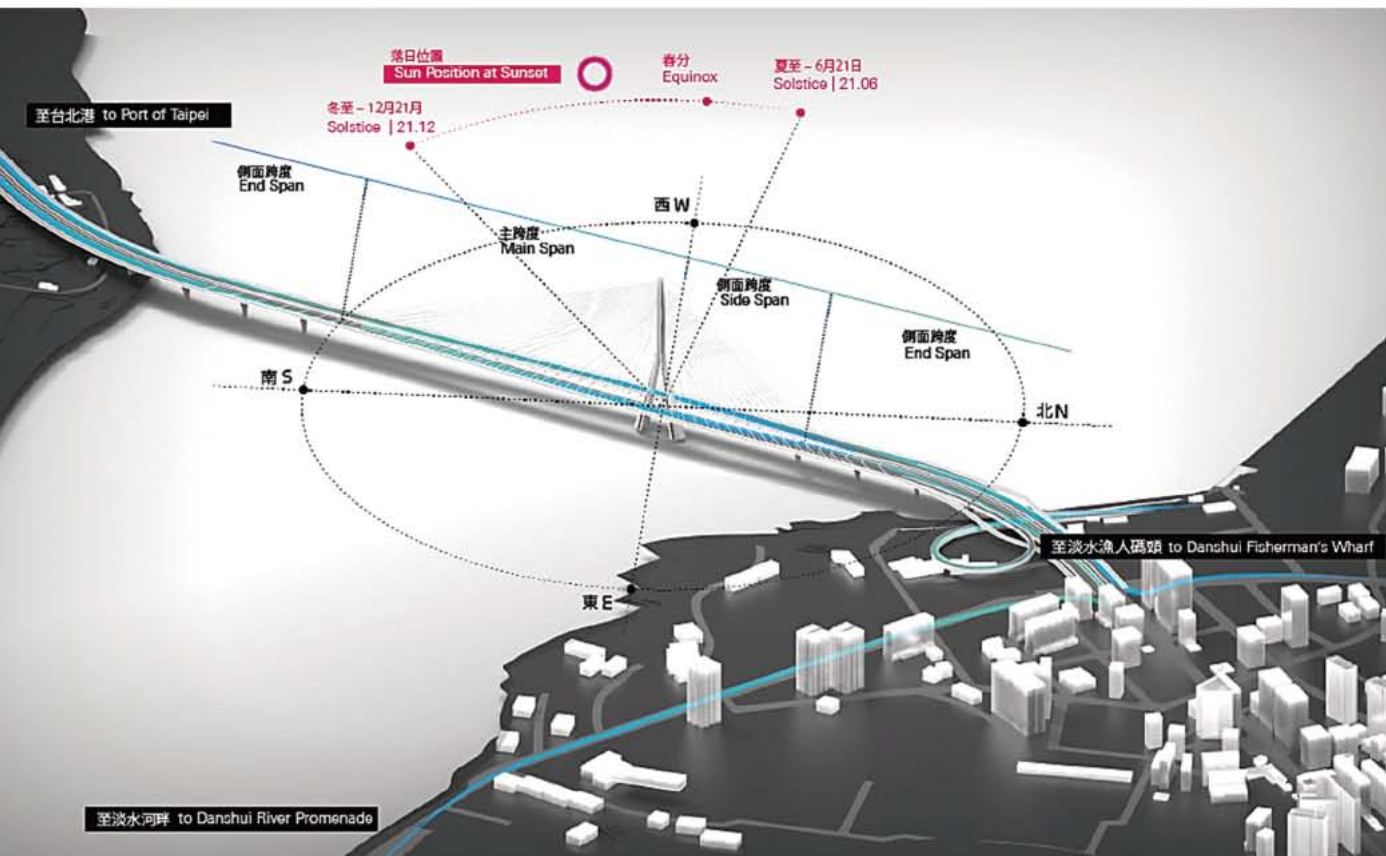 落日位置
Sun Position at Sunset
春分
Equinox
夏至 – 6月21日
Solstice | 21.06
冬至 – 12月21月
Solstice | 21.12
至台北港 to Port of Taipei
側面跨度
End Span
西 W
主跨度
Main Span
側面跨度
Side Span
側面跨度
End Span
南 S
北 N
至淡水漁人碼頭 to Danshui Fisherman's Wharf
東 E
至淡水河畔 to Danshui River Promenade